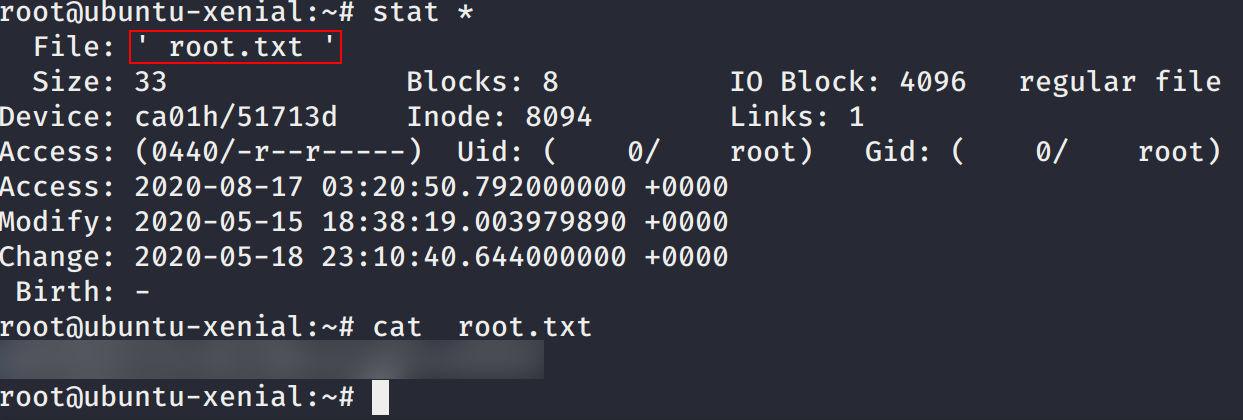 root@ubuntu-xenial:~# stat *
  File: ' root.txt '
  Size: 33              Blocks: 8          IO Block: 4096   regular file
Device: ca01h/51713d    Inode: 8094        Links: 1
Access: (0440/-r--r-----)  Uid: (    0/    root)   Gid: (    0/    root)
Access: 2020-08-17 03:20:50.792000000 +0000
Modify: 2020-05-15 18:38:19.003979890 +0000
Change: 2020-05-18 23:10:40.644000000 +0000
 Birth: -
root@ubuntu-xenial:~# cat  root.txt
root@ubuntu-xenial:~#